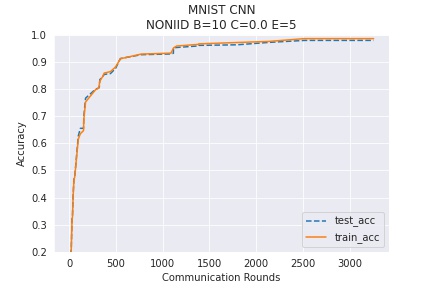 MNIST CNN
NONIID B=10 C=0.0 E=5
1.0
0.9
0.8
0.7
0.6
0.5
0.4
0.3
0.2
Accuracy
test_acc
train_acc
0 500 1000 1500 2000 2500 3000
Communication Rounds